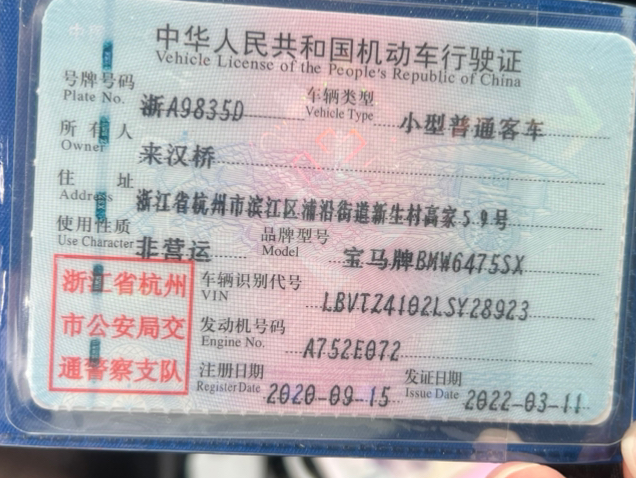 中华人民共和国机动车行驶证
Vehicle License of the People's Republic of China
号牌号码 浙A9835D 车辆类型 小型普通客车
Plate No. Vehicle Type
所有人 来汉桥
Owner
住址 浙江省杭州市滨江区浦沿街道新生村高家59号
Address
使用性质 非营运 品牌型号 宝马牌BMW6475SX
Use Character Model
浙江省杭州
市公安局交
通警察支队
车辆识别代号 LBVTZ4102LSY28923
VIN
发动机号码 A752E072
Engine No.
注册日期 2020-09-15 发证日期 2022-03-11
Register Date Issue Date